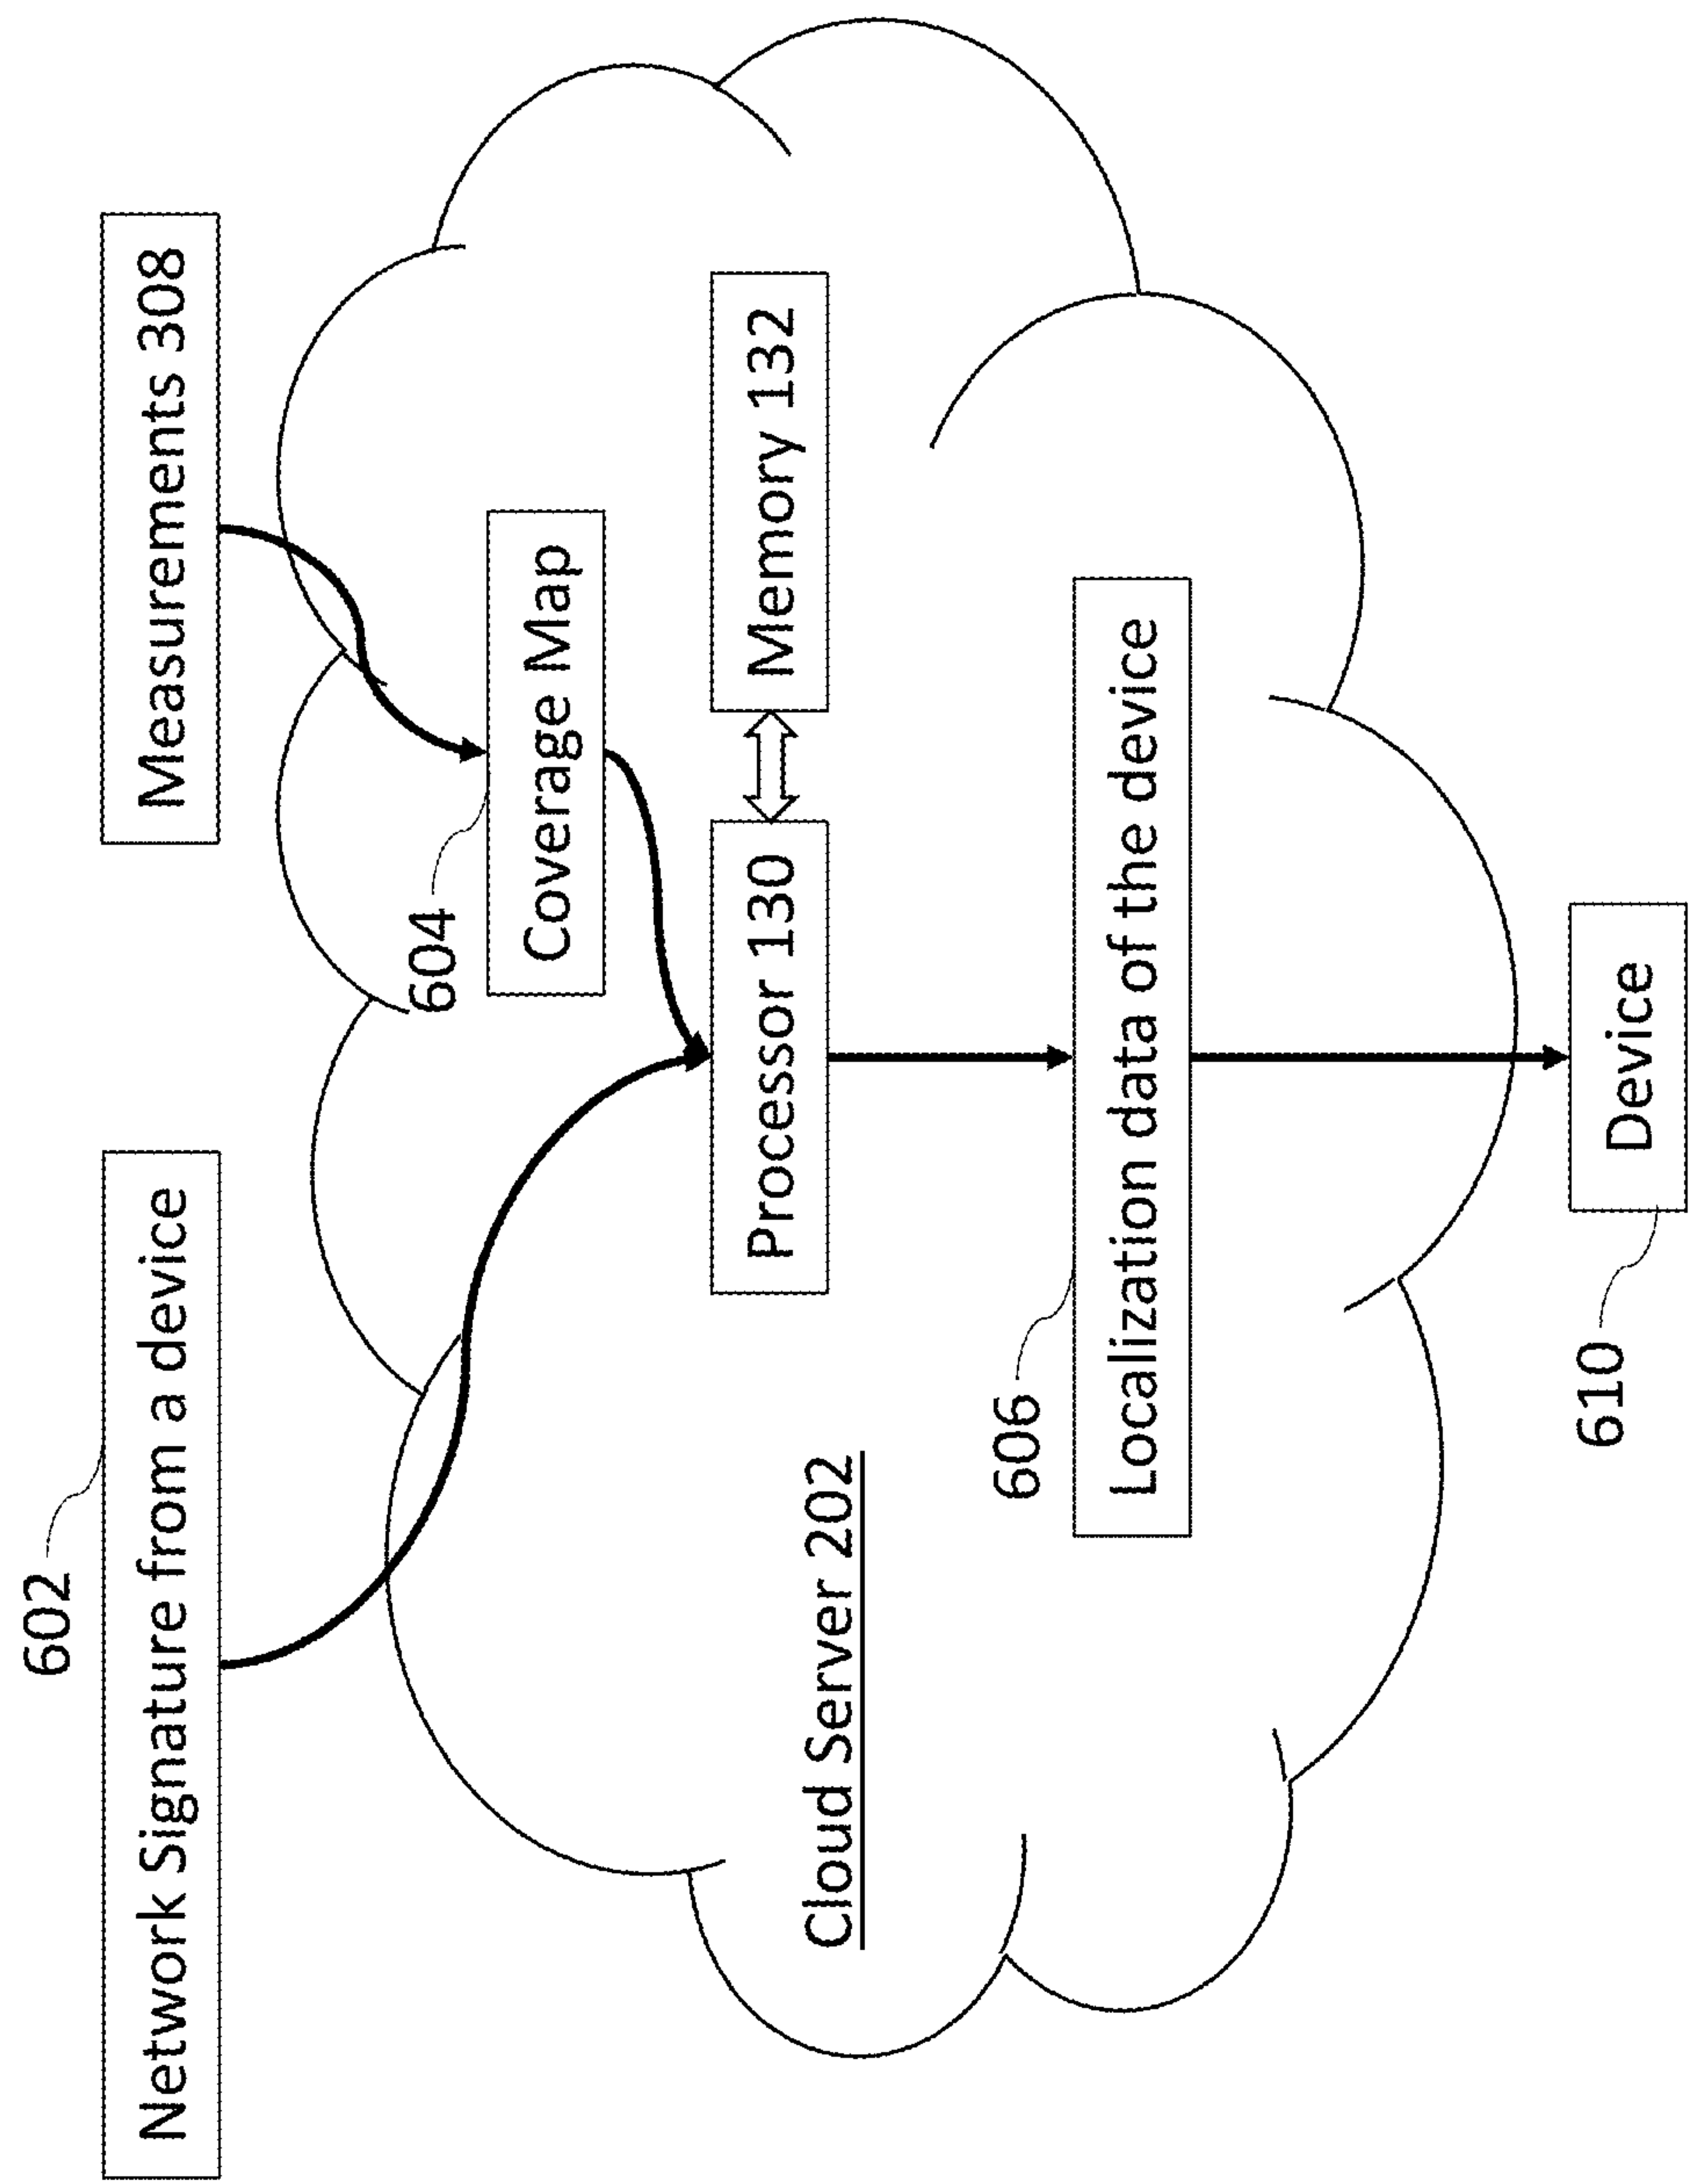 602
Network Signature from a device
Measurements 308
604
Coverage Map
Processor 130
Memory 132
Cloud Server 202
606
Localization data of the device
610
Device